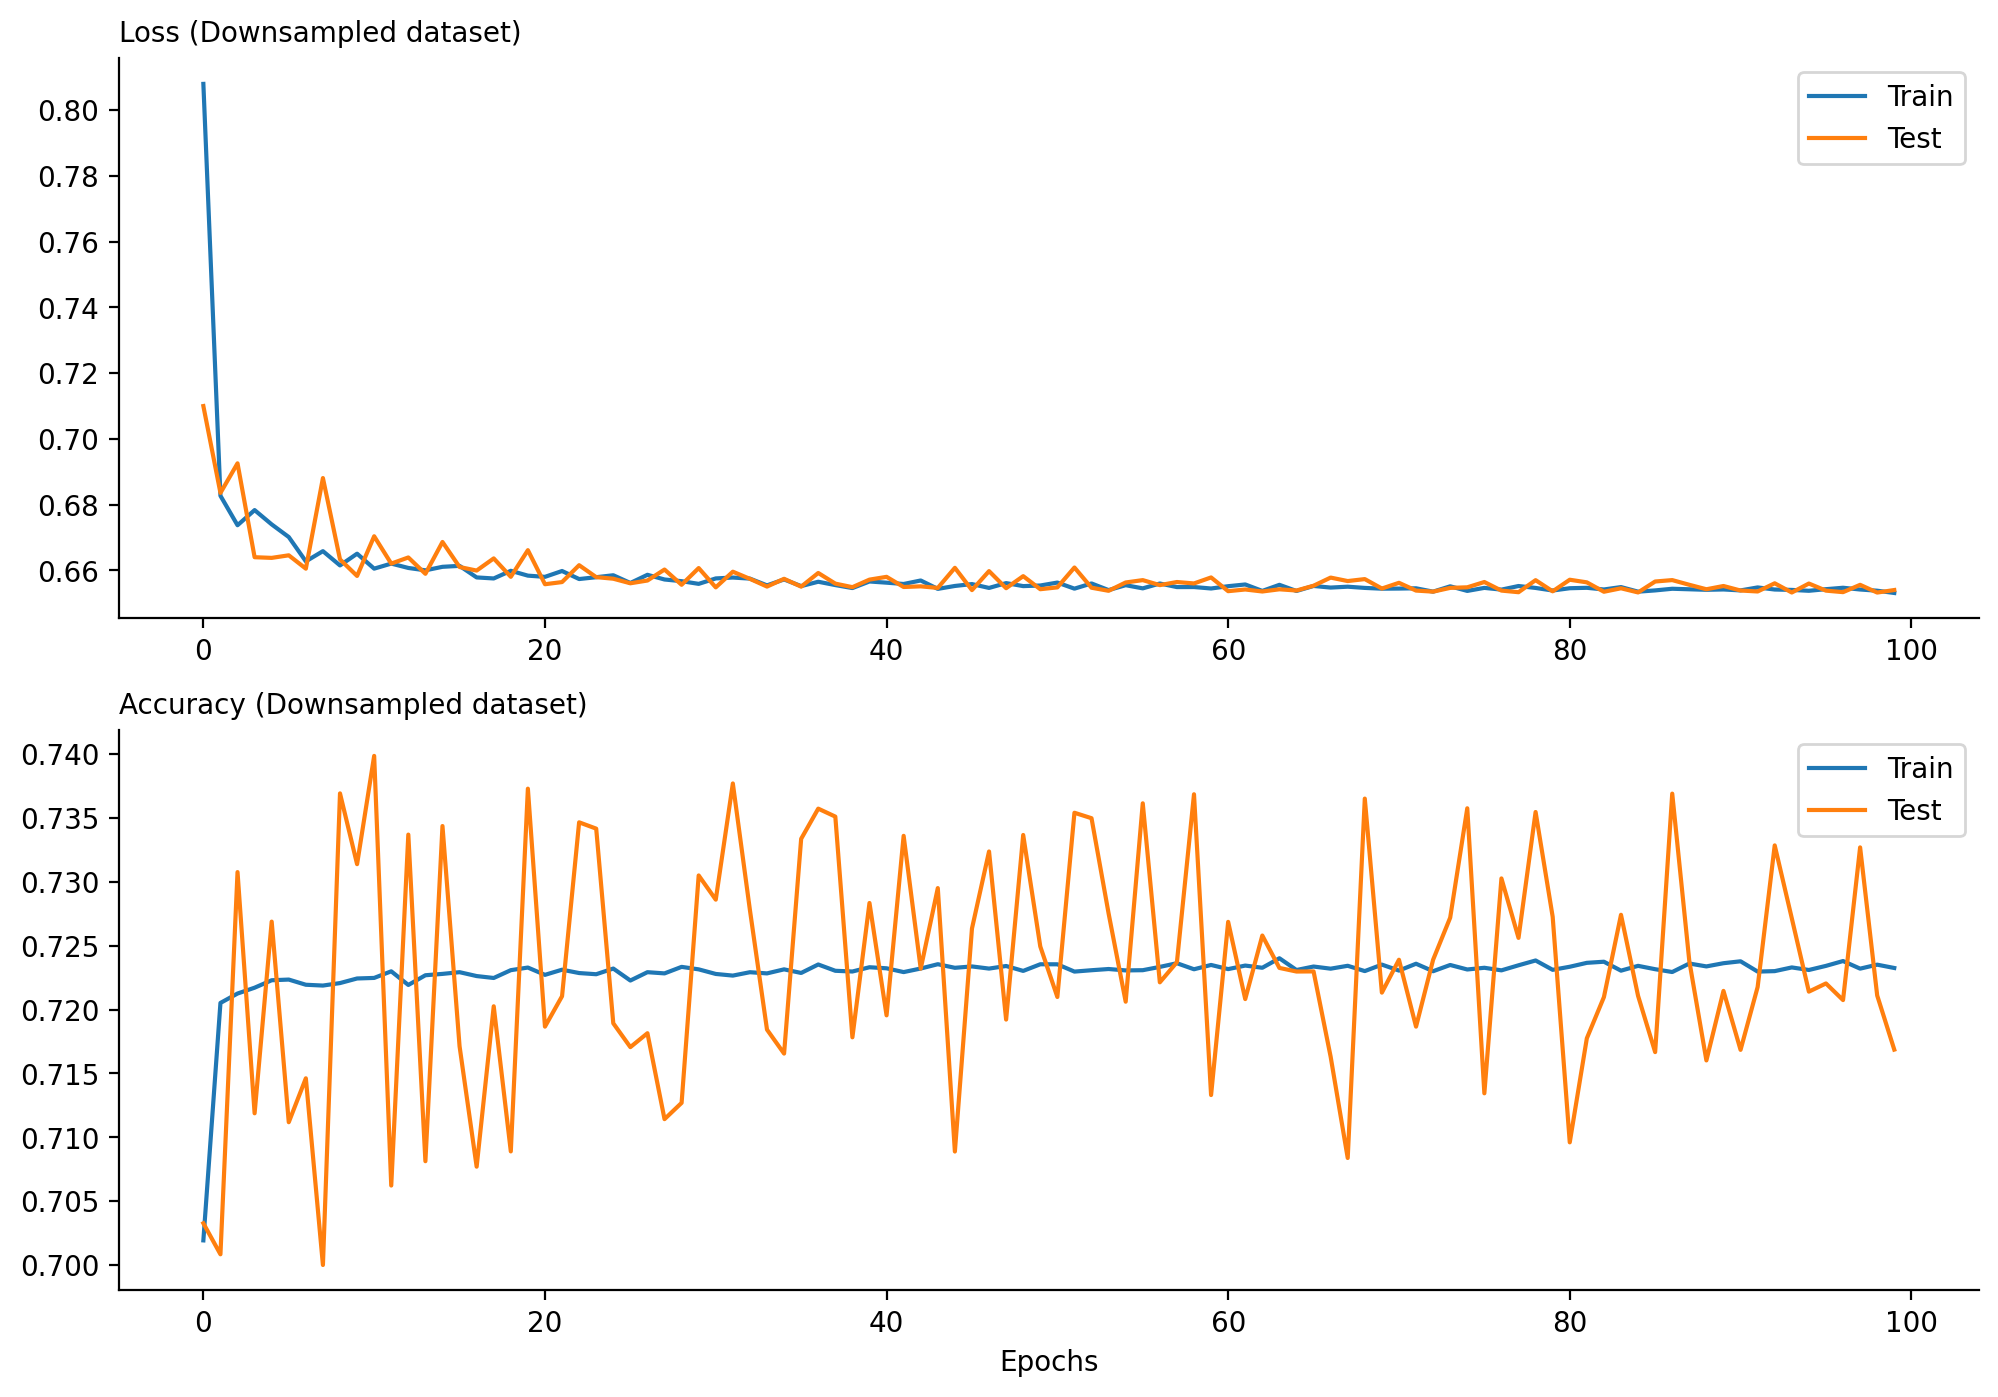 Loss (Downsampled dataset)
0.80
0.78
0.76
0.74
0.72
0.70
0.68
0.66
Train
Test
0 20 40 60 80 100
Accuracy (Downsampled dataset)
0.740
0.735
0.730
0.725
0.720
0.715
0.710
0.705
0.700
Train
Test
0 20 40 60 80 100
Epochs